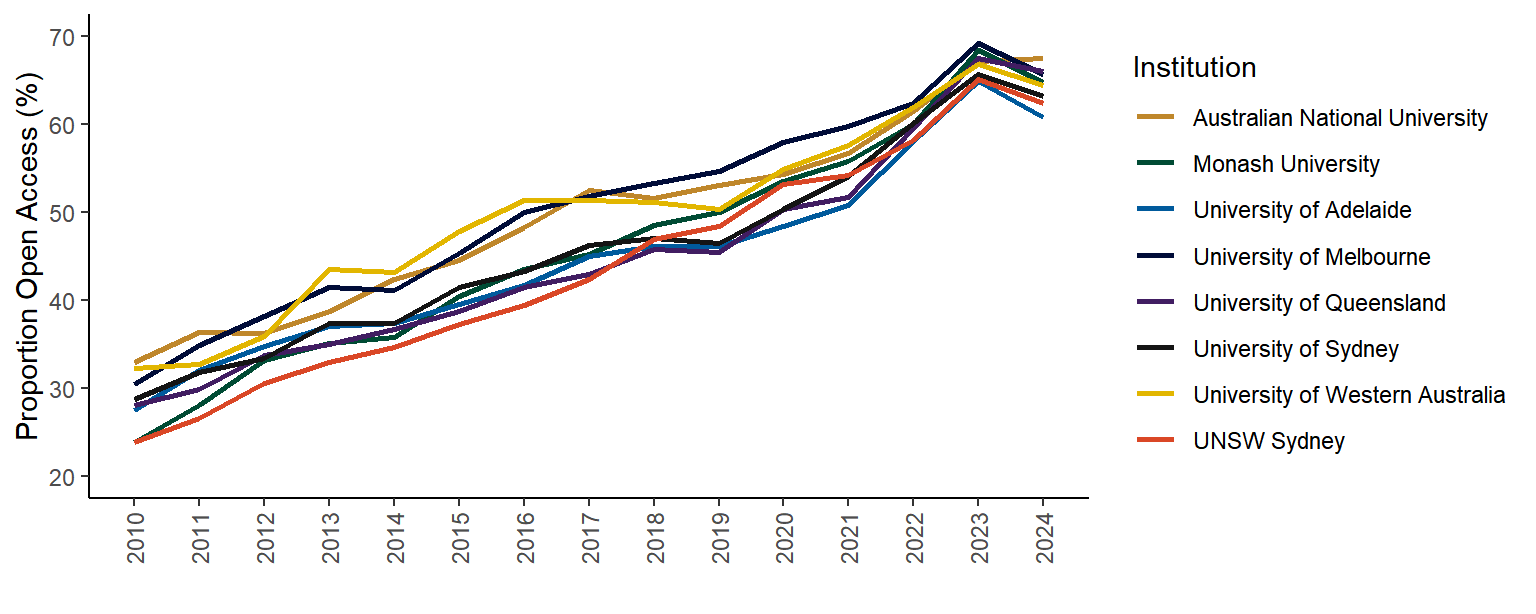 Proportion Open Access (%)
70
60
50
40
30
20
2010
2011
2012
2013
2014
2015
2016
2017
2018
2019
2020
2021
2022
2023
2024
Institution
Australian National University
Monash University
University of Adelaide
University of Melbourne
University of Queensland
University of Sydney
University of Western Australia
UNSW Sydney